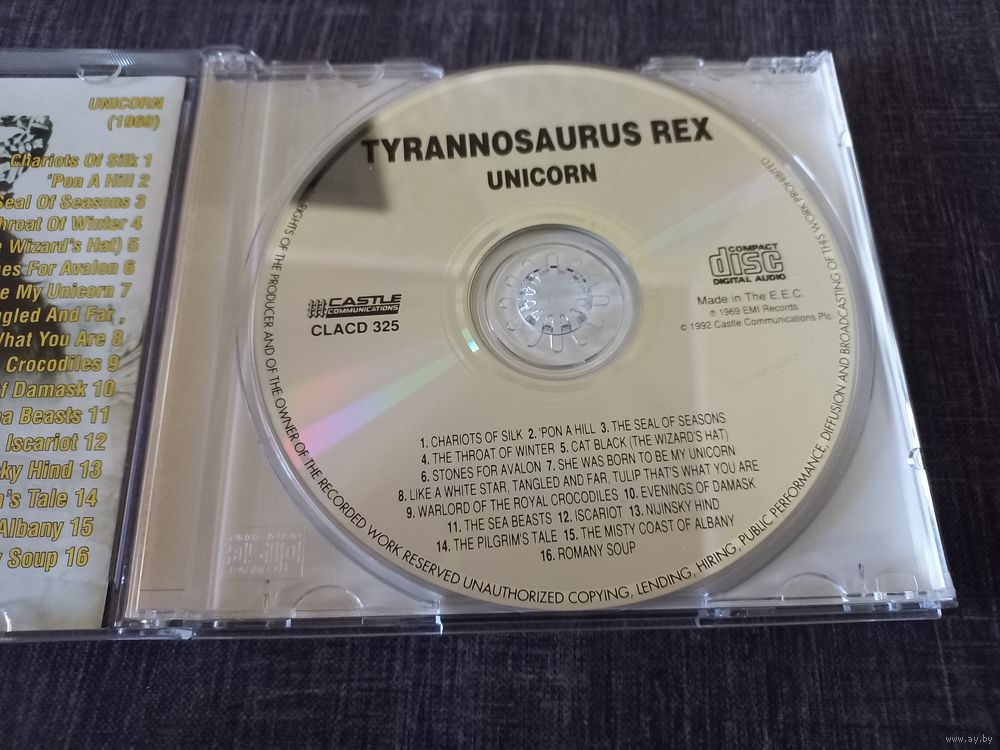 UNICORN
(1969)
Chariots Of Silk 1
'Pon A Hill 2
Seal Of Seasons 3
Throat Of Winter 4
Wizard's Hat) 5
For Avalon 6
My Unicorn 7
And Far ,
What You Are 8
Crocodiles 9
Of Damask 10
Beasts 11
Iscariot 12
Hind 13
Tale 14
Albany 15
Soup 16
TYRANNOSAURUS REX
UNICORN
CASTLE
COMMUNICATIONS
CLACD 325
COMPACT
disc
DIGITAL AUDIO
Made in The E.E.C.
℗ 1969 EMI Records
© 1992 Castle Communications Plc
1. CHARIOTS OF SILK 2. 'PON A HILL 3. THE SEAL OF SEASONS
4. THE THROAT OF WINTER 5. CAT BLACK (THE WIZARD'S HAT)
6. STONES FOR AVALON 7. SHE WAS BORN TO BE MY UNICORN
8. LIKE A WHITE STAR, TANGLED AND FAR, TULIP THAT'S WHAT YOU ARE
9. WARLORD OF THE ROYAL CROCODILES 10. EVENINGS OF DAMASK
11. THE SEA BEASTS 12. ISCARIOT 13. NIJINSKY HIND
14. THE PILGRIM'S TALE 15. THE MISTY COAST OF ALBANY
16. ROMANY SOUP
RIGHTS OF THE PRODUCER AND OF THE OWNER OF THE RECORDED WORK RESERVED UNAUTHORIZED COPYING, LENDING, HIRING, PUBLIC PERFORMANCE, DIFFUSION AND BROADCASTING OF THIS WORK PROHIBITED
www.ay.by